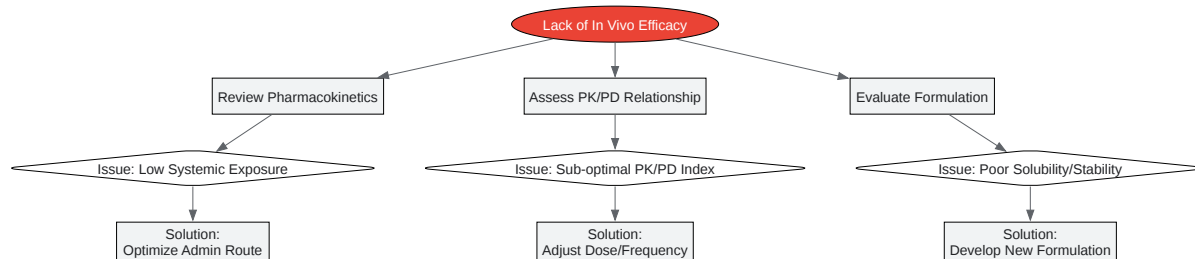 Lack of In Vivo Efficacy
Review Pharmacokinetics
Assess PK/PD Relationship
Evaluate Formulation
Issue: Low Systemic Exposure
Issue: Sub-optimal PK/PD Index
Issue: Poor Solubility/Stability
Solution:
Optimize Admin Route
Solution:
Adjust Dose/Frequency
Solution:
Develop New Formulation